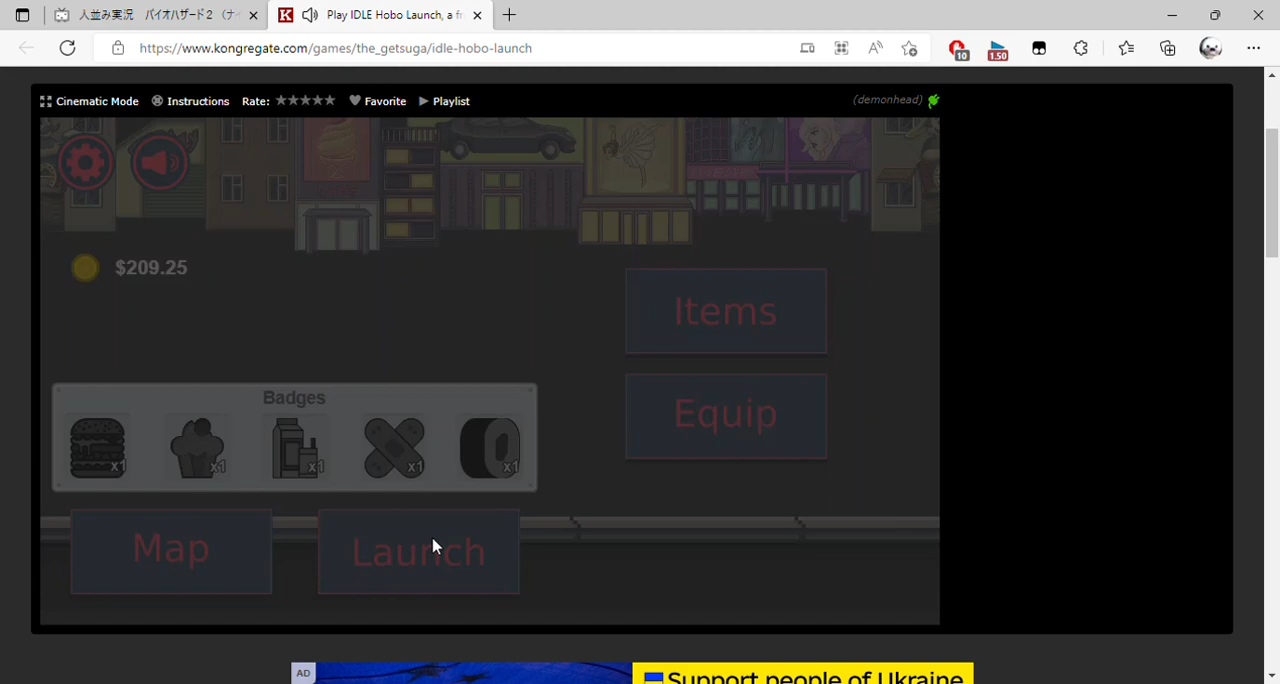 人並み実況 バイオハザード２ （ナイ
Play IDLE Hobo Launch, a fr
https://www.kongregate.com/games/the_getsuga/idle-hobo-launch
10
1.50
Cinematic Mode
Instructions
Rate:
Favorite
Playlist
(demonhead)
$209.25
Items
Equip
Badges
x1
x1
x1
x1
x1
Map
Launch
AD
Support people of Ukraine